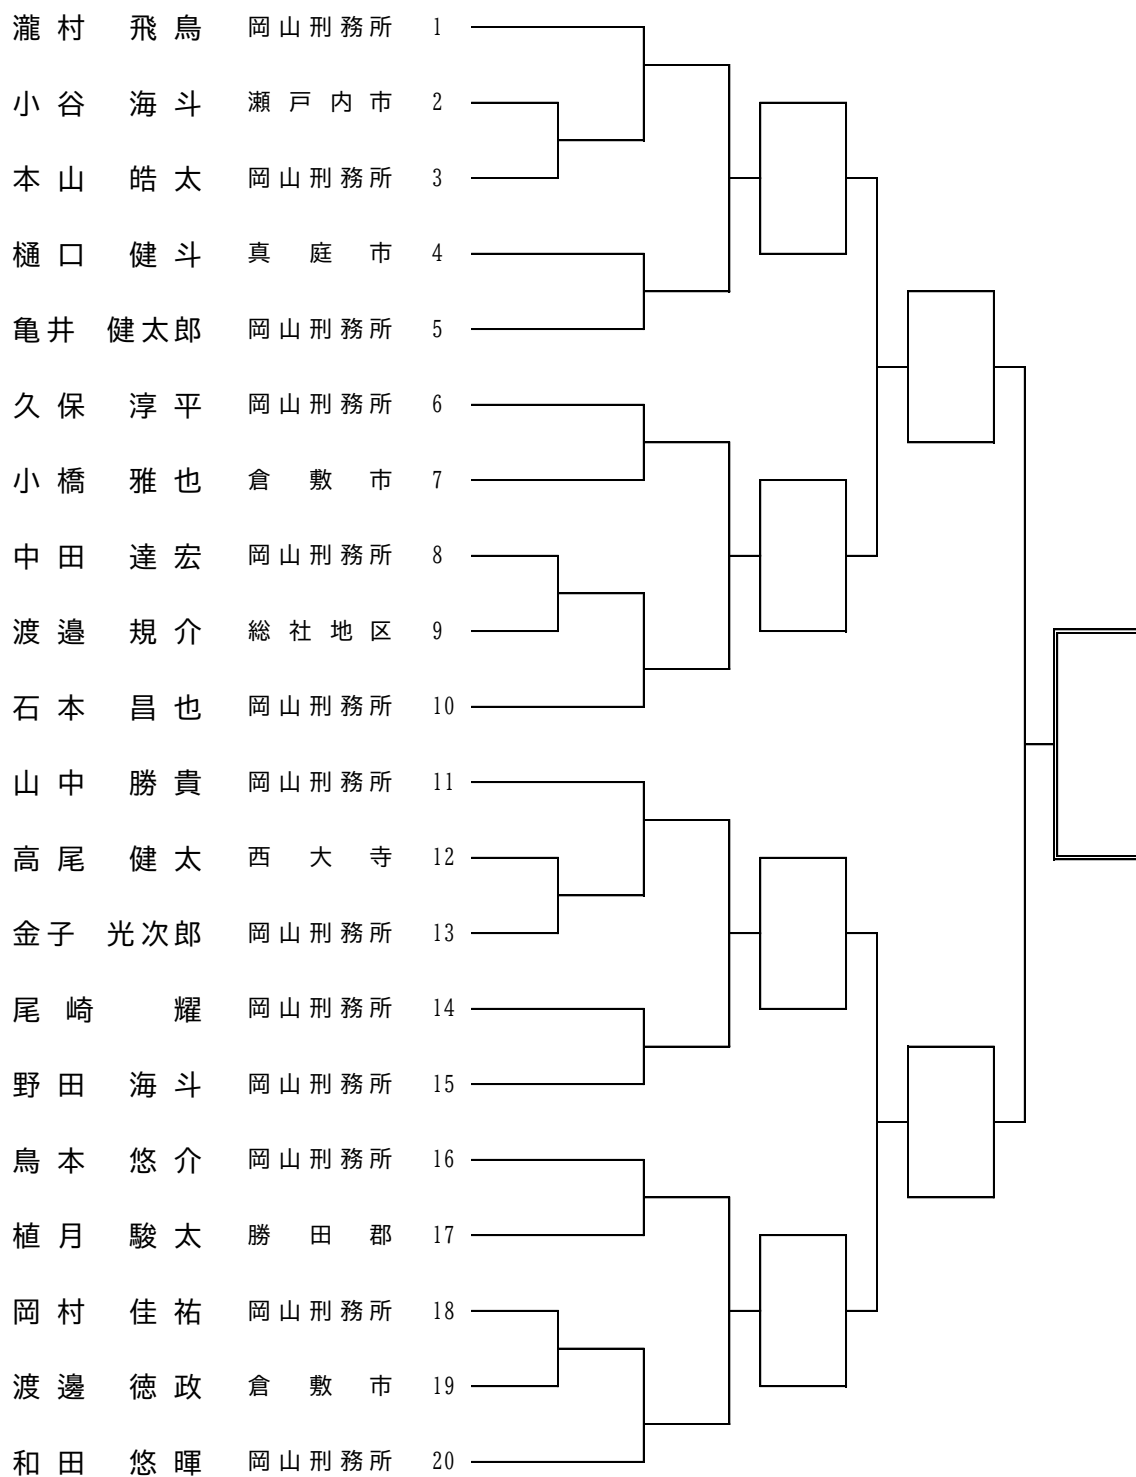 瀧村 飛鳥 岡山刑務所 1
小谷 海斗 瀬戸内市 2
本山 皓太 岡山刑務所 3
樋口 健斗 真庭市 4
亀井 健太郎 岡山刑務所 5
久保 淳平 岡山刑務所 6
小橋 雅也 倉敷市 7
中田 達宏 岡山刑務所 8
渡邉 規介 総社地区 9
石本 昌也 岡山刑務所 10
山中 勝貴 岡山刑務所 11
高尾 健太 西大寺 12
金子 光次郎 岡山刑務所 13
尾崎 耀 岡山刑務所 14
野田 海斗 岡山刑務所 15
鳥本 悠介 岡山刑務所 16
植月 駿太 勝田郡 17
岡村 佳祐 岡山刑務所 18
渡邊 徳政 倉敷市 19
和田 悠暉 岡山刑務所 20